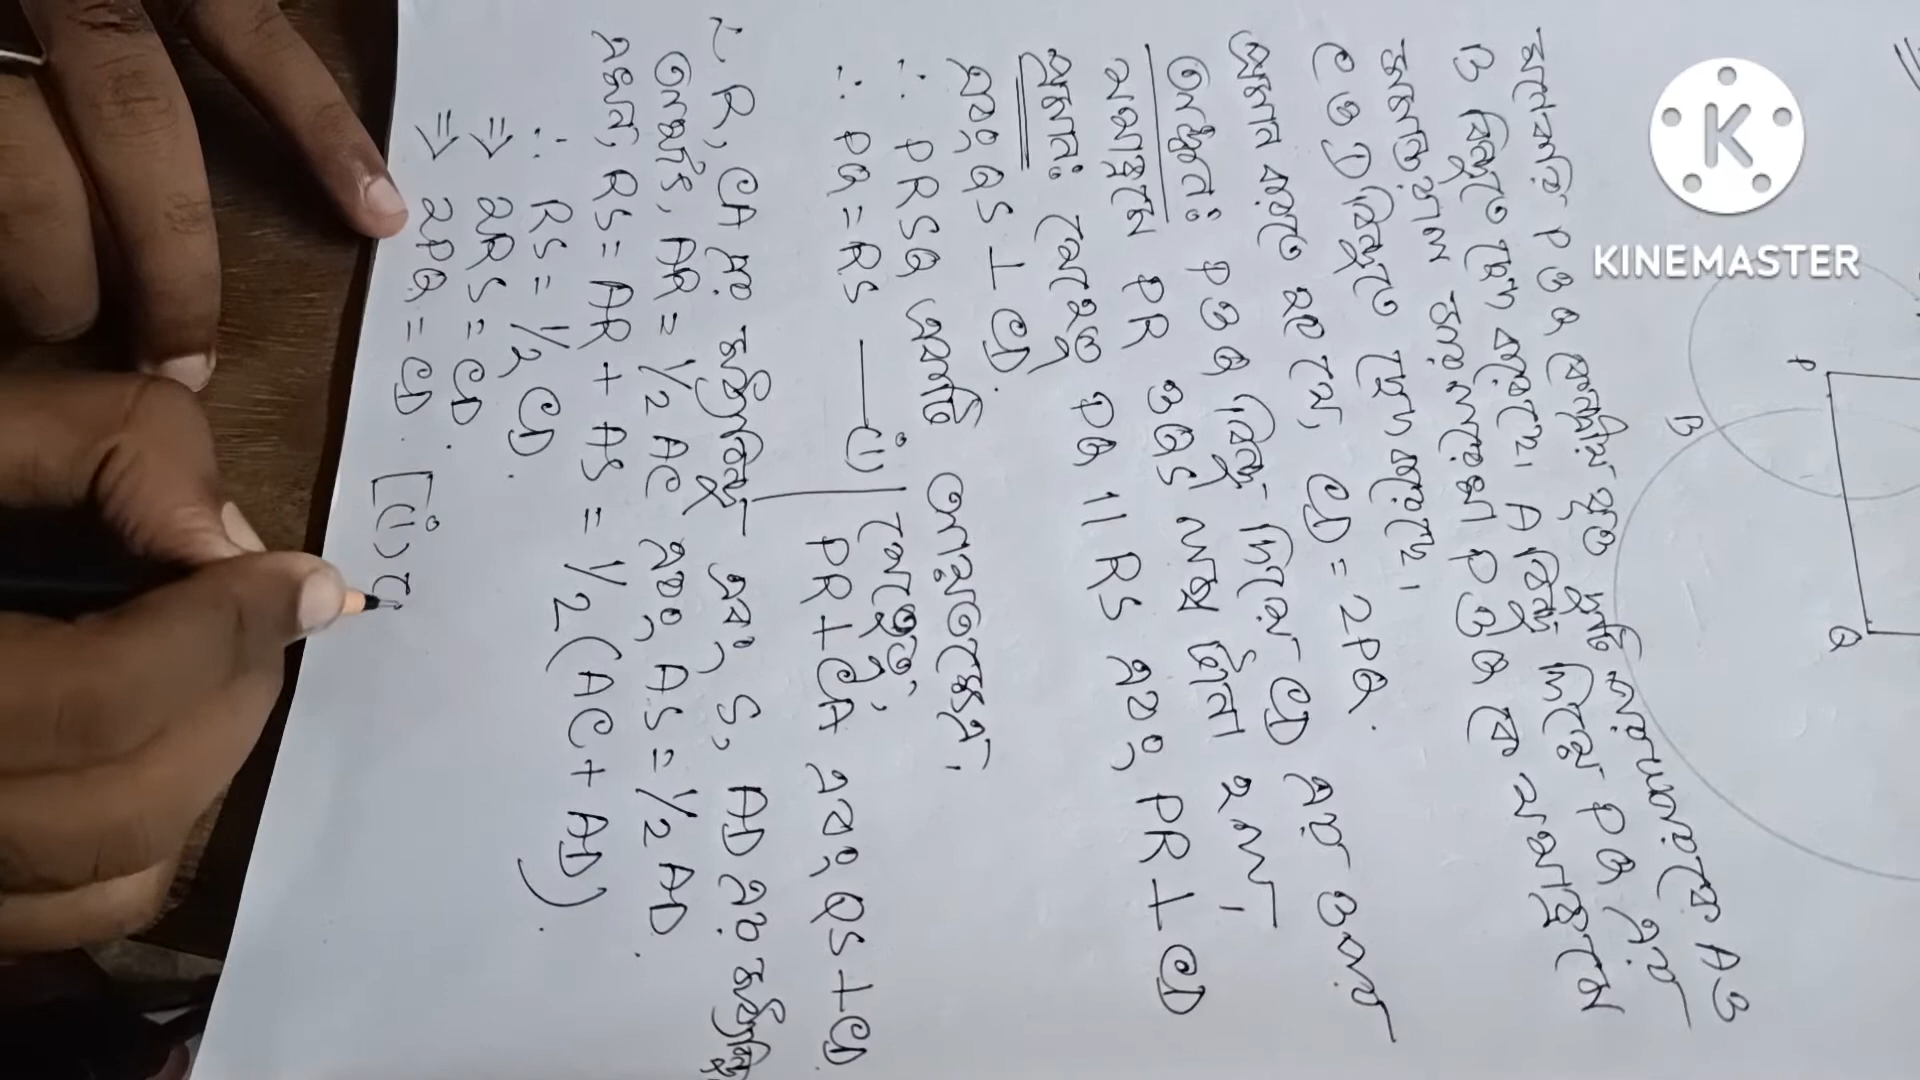 মনেকরি P ও Q কেন্দ্রীয় বৃত্ত দুটি পরস্পরকে A ও
B বিন্দুতে ছেদ করেছে। A বিন্দু দিয়ে PQ এর
সমান্তরাল সরলরেখা P ও Q কে যথাক্রমে
C ও D বিন্দুতে ছেদ করেছে।
প্রমাণ করতে হবে যে, CD = 2PQ.
অঙ্কন: P ও Q বিন্দু দিয়ে CD এর ওপর
যথাক্রমে PR ও QS লম্ব টানা হল।
প্রমাণ: যেহেতু PQ || RS এবং, PR ⊥ CD
এবং, QS ⊥ CD.
∴ PRSQ একটি আয়তক্ষেত্র।
∴ PQ = RS —— (i)
যেহেতু,
PR ⊥ CA এবং, QS ⊥ CD
∴ R, CA এর মধ্যবিন্দু এবং, S, AD এর মধ্যবিন্দু
অর্থাৎ, AR = 1/2 AC এবং, AS = 1/2 AD.
এখন, RS = AR + AS = 1/2 (AC + AD).
∴ RS = 1/2 CD.
⇒ 2RS = CD.
⇒ 2PQ = CD. [(i)
P
B
Q
K
KINEMASTER